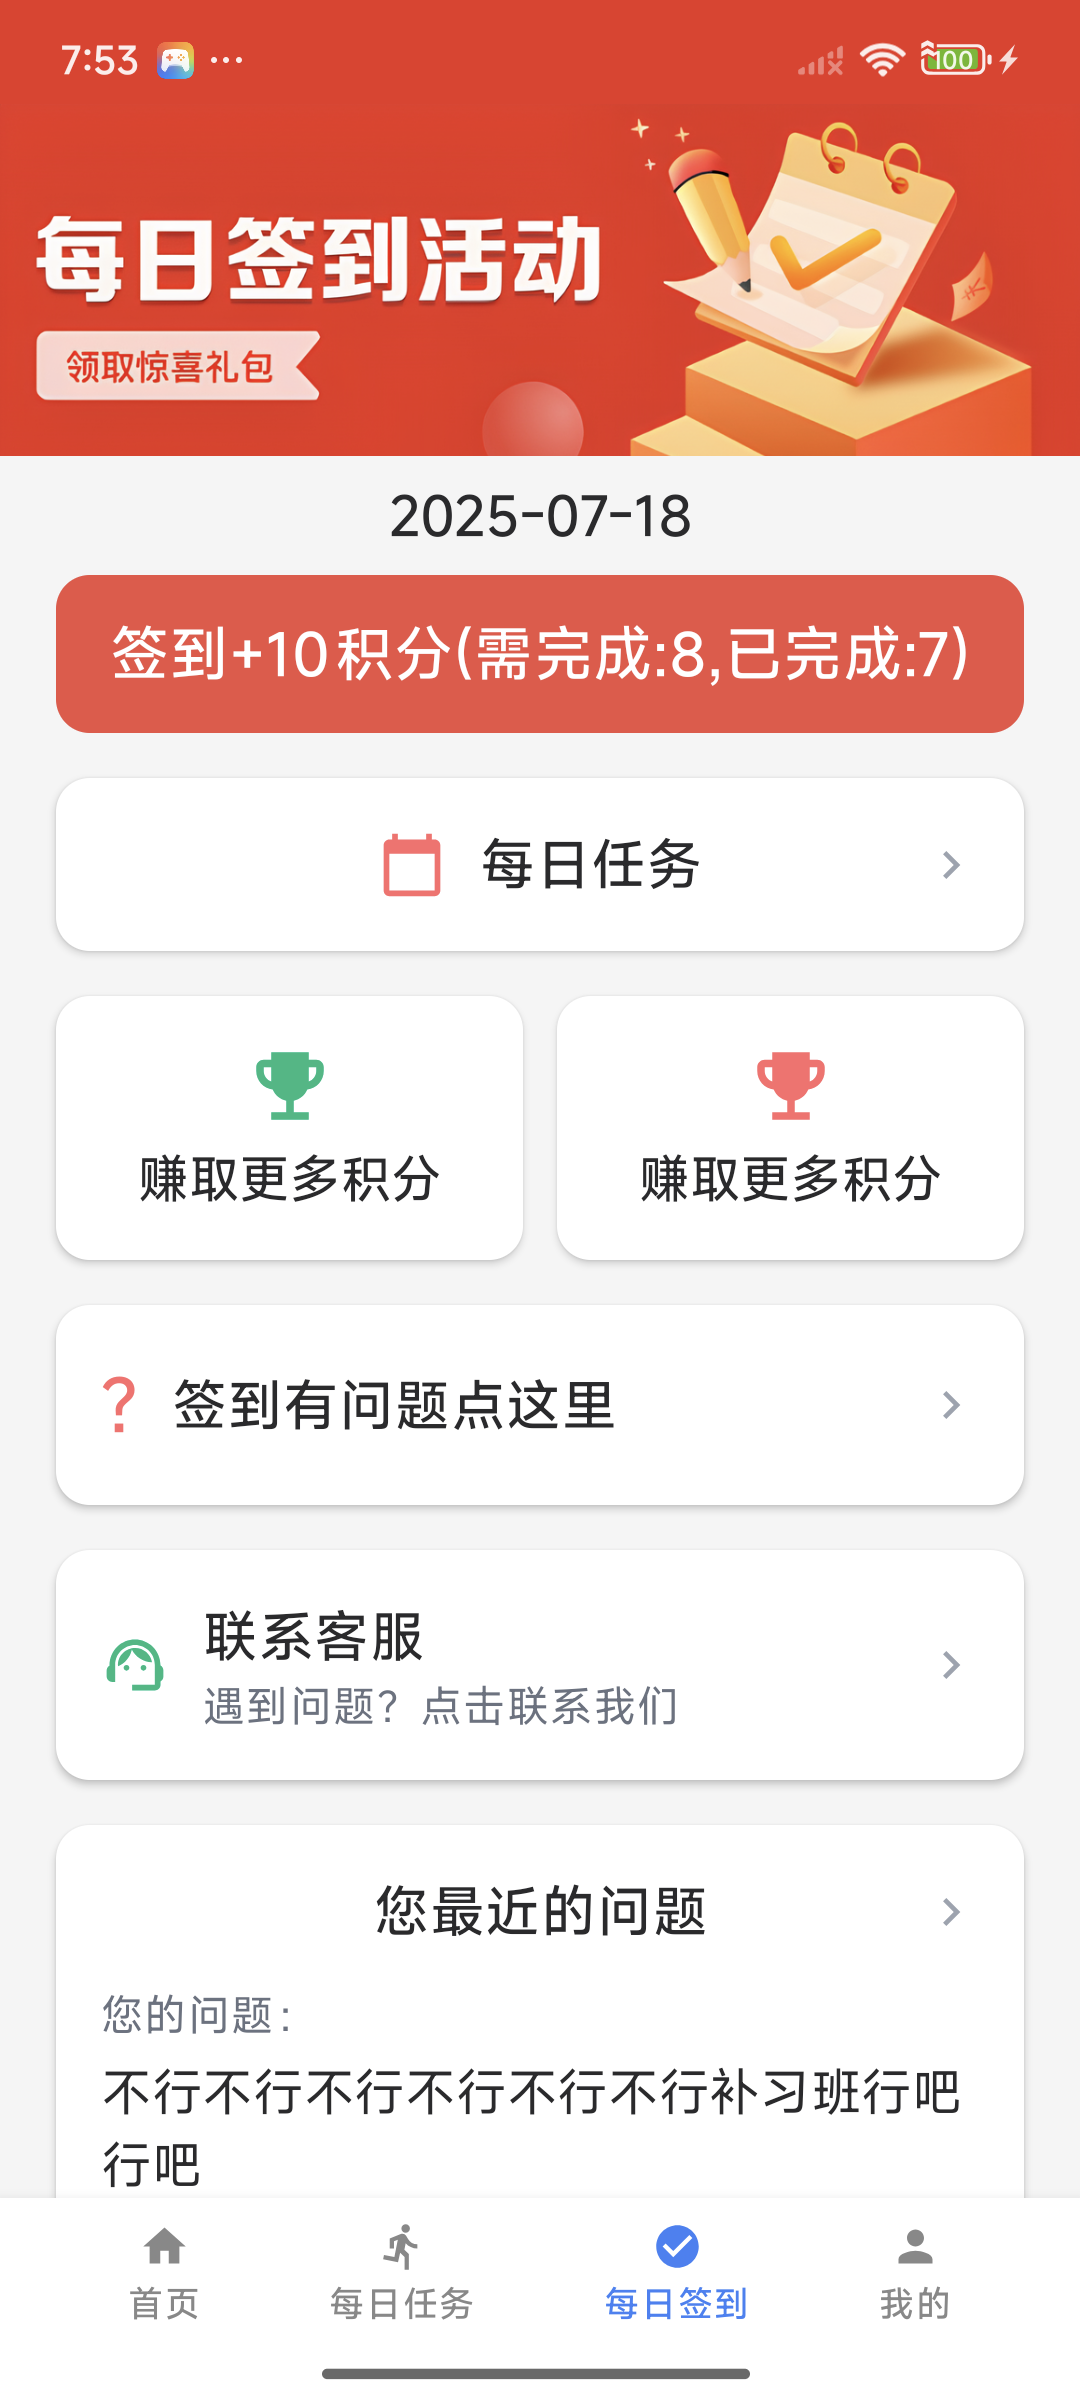 7:53
100
每日签到活动
领取惊喜礼包
2025-07-18
签到+10积分(需完成:8,已完成:7)
每日任务
赚取更多积分
赚取更多积分
签到有问题点这里
联系客服
遇到问题？点击联系我们
您最近的问题
您的问题:
不行不行不行不行不行不行补习班行吧
行吧
首页
每日任务
每日签到
我的